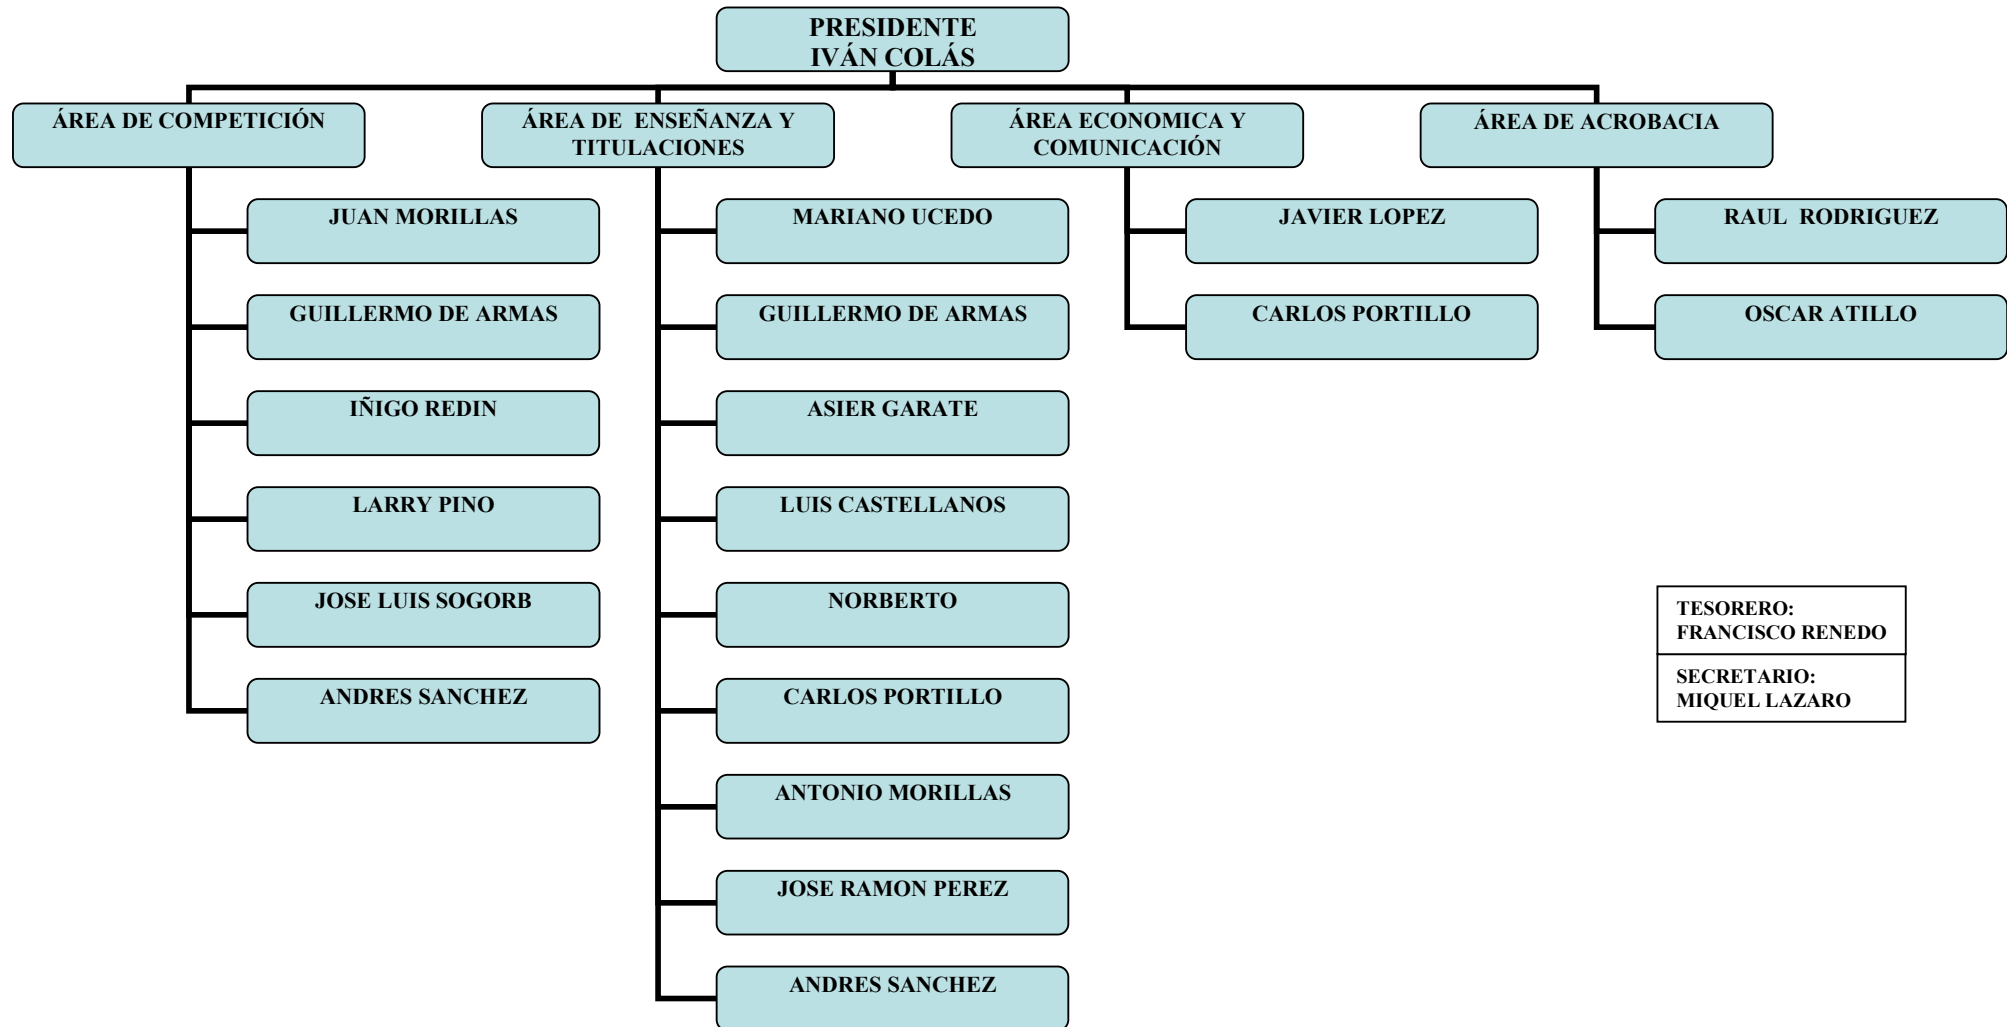 PRESIDENTE
IVÁN COLÁS
ÁREA DE COMPETICIÓN
JUAN MORILLAS
GUILLERMO DE ARMAS
IÑIGO REDIN
LARRY PINO
JOSE LUIS SOGORB
ANDRES SANCHEZ
ÁREA DE ENSEÑANZA Y
TITULACIONES
MARIANO UCEDO
GUILLERMO DE ARMAS
ASIER GARATE
LUIS CASTELLANOS
NORBERTO
CARLOS PORTILLO
ANTONIO MORILLAS
JOSE RAMON PEREZ
ANDRES SANCHEZ
ÁREA ECONOMICA Y
COMUNICACIÓN
JAVIER LOPEZ
CARLOS PORTILLO
ÁREA DE ACROBACIA
RAUL RODRIGUEZ
OSCAR ATILLO
TESORERO:
FRANCISCO RENEDO
SECRETARIO:
MIQUEL LAZARO